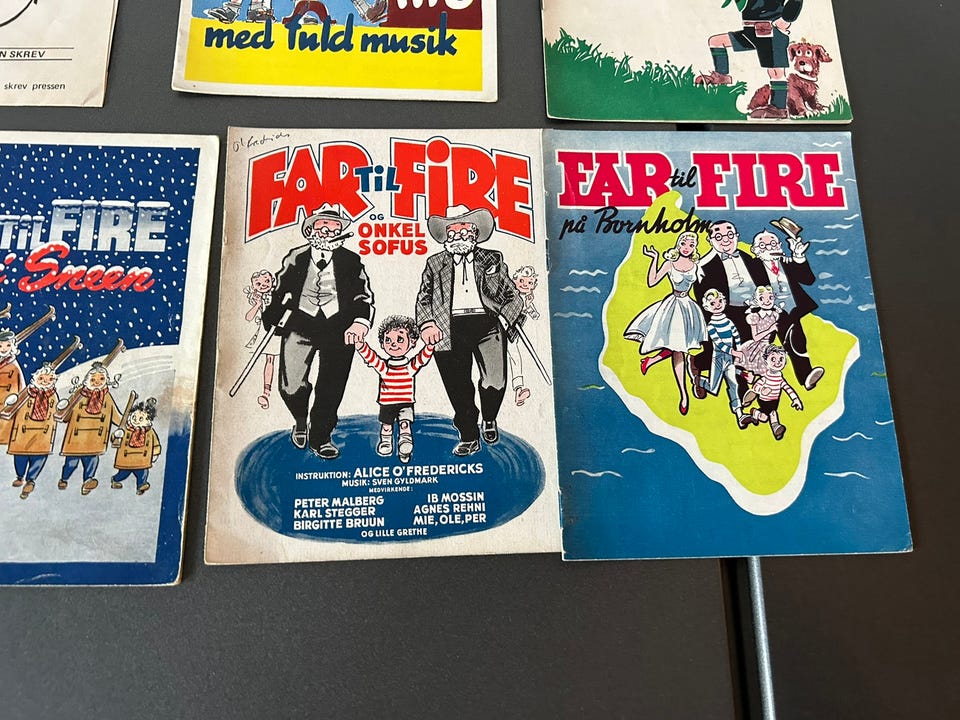 N SKREV
skrev pressen
med fuld musik
TIL FIRE
i Sneen
FAR TIL FIRE
OG
ONKEL
SOFUS
INSTRUKTION: ALICE O'FREDERICKS
MUSIK: SVEN GYLDMARK
MEDVIRKENDE:
PETER MALBERG
KARL STEGGER
BIRGITTE BRUUN
IB MOSSIN
AGNES REHNI
MIE, OLE, PER
OG LILLE GRETHE
FAR til FIRE
på Bornholm